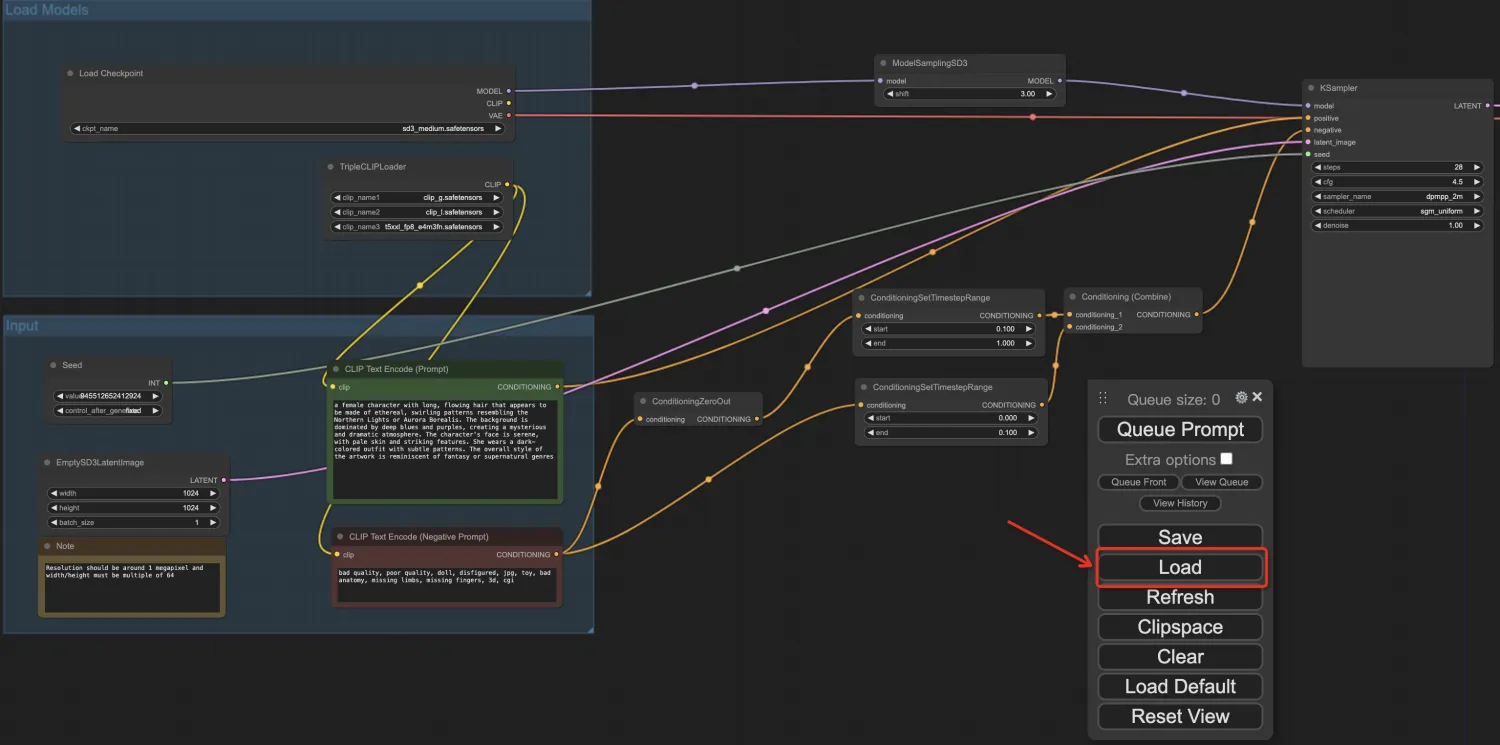 Load Models
Load Checkpoint
MODEL
CLIP
VAE
ckpt_name sd3_medium.safetensors
TripleCLIPLoader
CLIP
clip_name1 clip_g.safetensors
clip_name2 clip_l.safetensors
clip_name3 t5xxl_fp8_e4m3fn.safetensors
ModelSamplingSD3
model MODEL
shift 3.00
KSampler
model LATENT
positive
negative
latent_image
seed
steps 28
cfg 4.5
sampler_name dpmpp_2m
scheduler sgm_uniform
denoise 1.00
Input
Seed
INT
value 945512652412924
control_after_generated fixed
EmptySD3LatentImage
LATENT
width 1024
height 1024
batch_size 1
Note
Resolution should be around 1 megapixel and
width/height must be multiple of 64
CLIP Text Encode (Prompt)
clip CONDITIONING
a female character with long, flowing hair that appears to
be made of ethereal, swirling patterns resembling the
Northern Lights or Aurora Borealis. The background is
dominated by deep blues and purples, creating a mysterious
and dramatic atmosphere. The character's face is serene,
with pale skin and striking features. She wears a dark-
colored outfit with subtle patterns. The overall style of
the artwork is reminiscent of fantasy or supernatural genres
CLIP Text Encode (Negative Prompt)
clip CONDITIONING
bad quality, poor quality, doll, disfigured, jpg, toy, bad
anatomy, missing limbs, missing fingers, 3d, cgi
ConditioningZeroOut
conditioning CONDITIONING
ConditioningSetTimestepRange
conditioning CONDITIONING
start 0.100
end 1.000
ConditioningSetTimestepRange
conditioning CONDITIONING
start 0.000
end 0.100
Conditioning (Combine)
conditioning_1 CONDITIONING
conditioning_2
Queue size: 0
Queue Prompt
Extra options
Queue Front View Queue
View History
Save
Load
Refresh
Clipspace
Clear
Load Default
Reset View